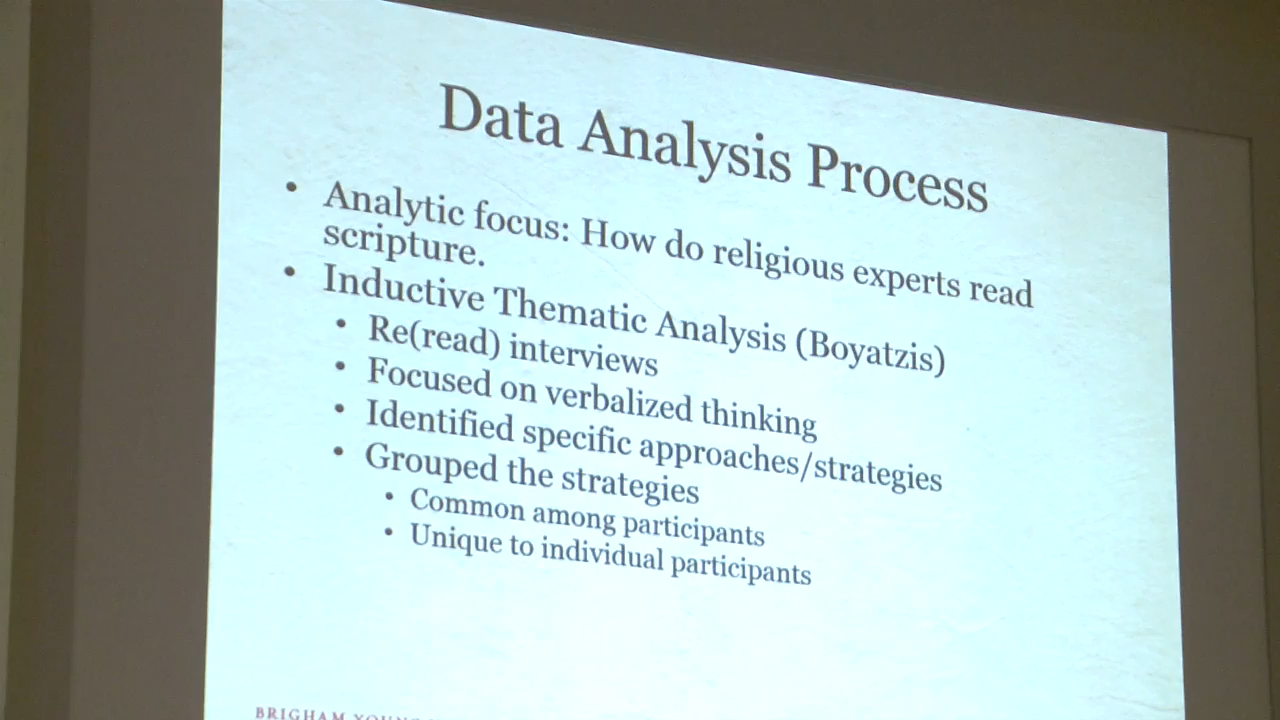 Data Analysis Process
• Analytic focus: How do religious experts read
scripture.
• Inductive Thematic Analysis (Boyatzis)
• Re(read) interviews
• Focused on verbalized thinking
• Identified specific approaches/strategies
• Grouped the strategies
• Common among participants
• Unique to individual participants
BRIGHAM